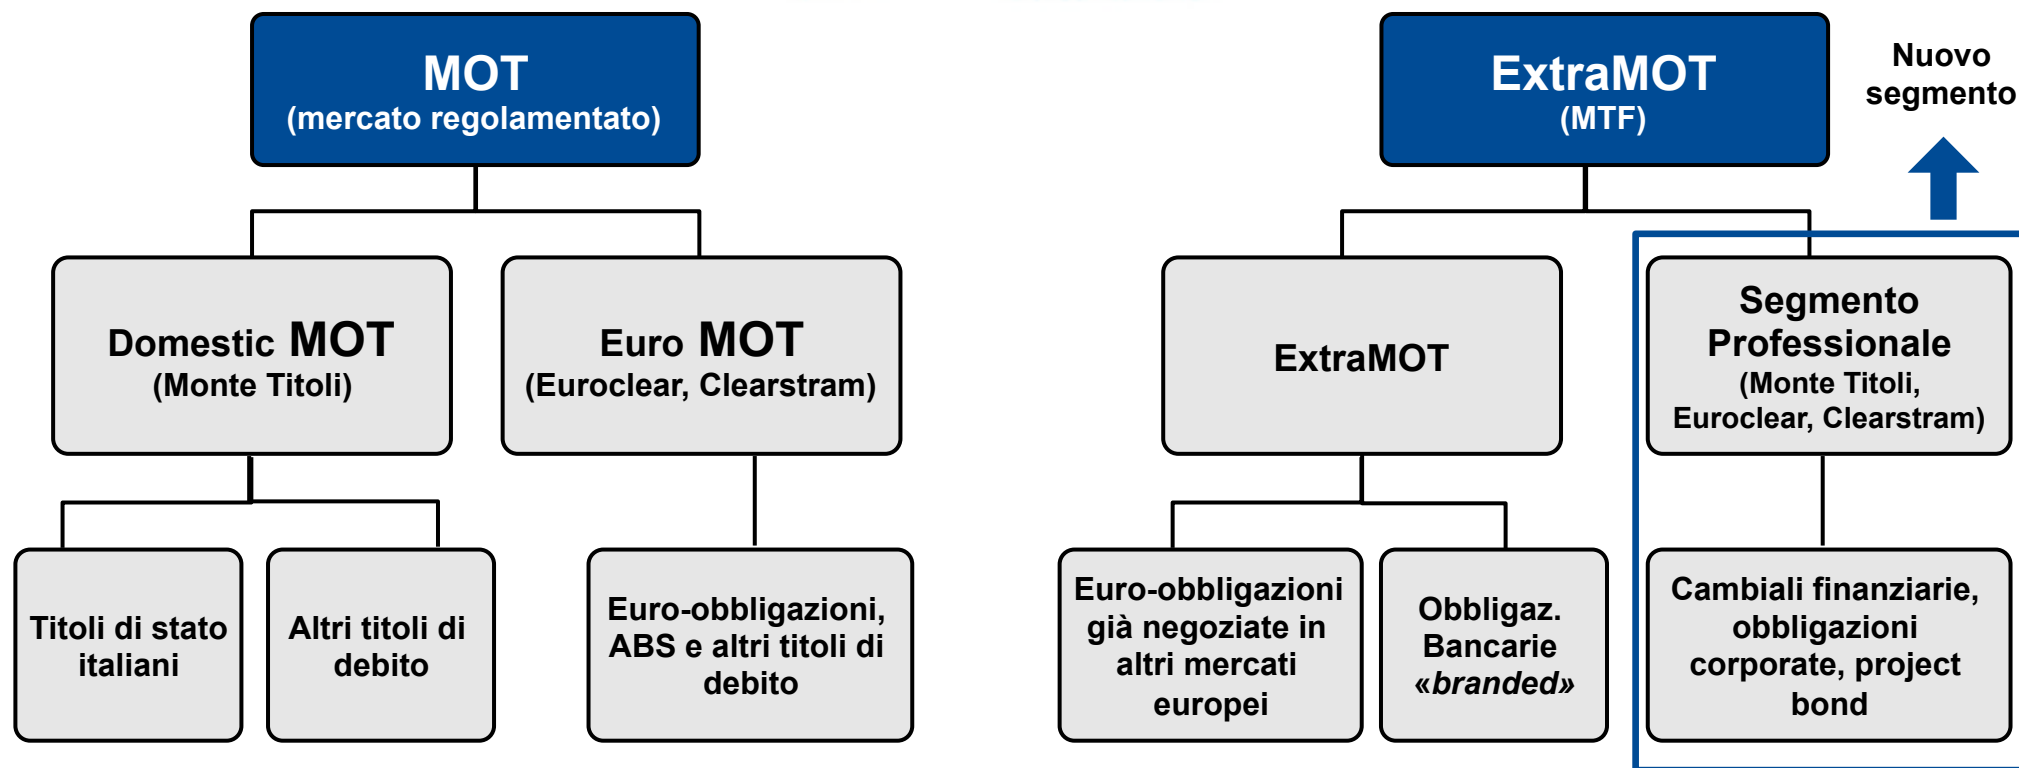 MOT
(mercato regolamentato)
ExtraMOT
(MTF)
Nuovo
segmento
Domestic MOT
(Monte Titoli)
Euro MOT
(Euroclear, Clearstram)
ExtraMOT
Segmento
Professionale
(Monte Titoli,
Euroclear, Clearstram)
Titoli di stato
italiani
Altri titoli di
debito
Euro-obbligazioni,
ABS e altri titoli di
debito
Euro-obbligazioni
già negoziate in
altri mercati
europei
Obbligaz.
Bancarie
«branded»
Cambiali finanziarie,
obbligazioni
corporate, project
bond